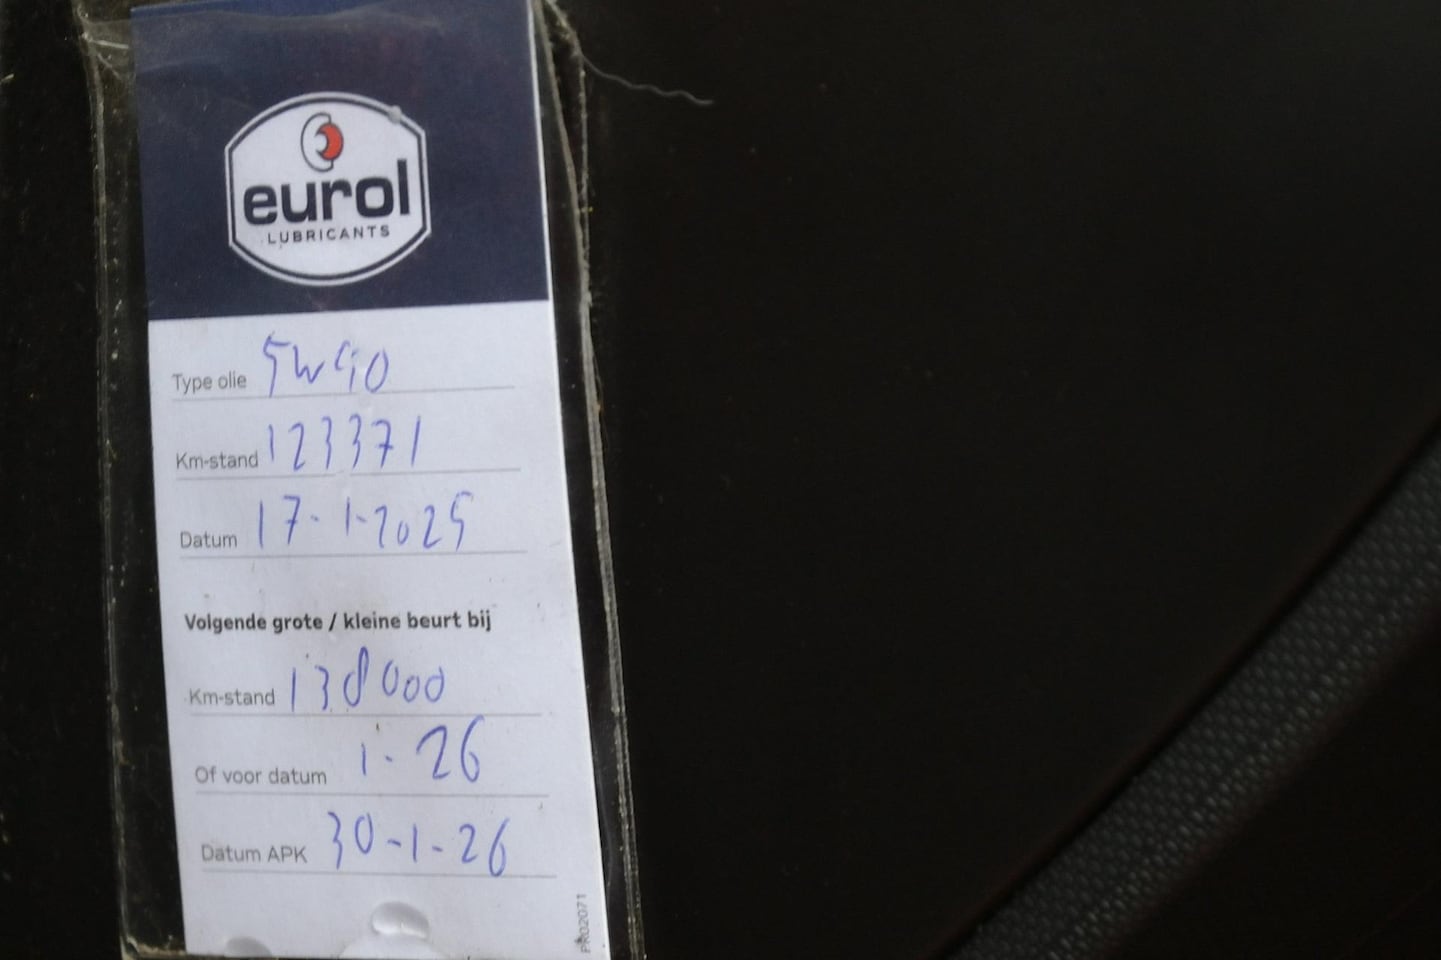 eurol
LUBRICANTS
Type olie 5W40
Km-stand 123371
Datum 17-1-2025
Volgende grote / kleine beurt bij
Km-stand 138000
Of voor datum 1-26
Datum APK 30-1-26
PR02071